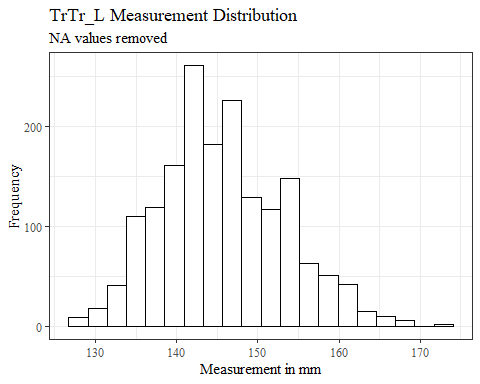 TrTr_L Measurement Distribution
NA values removed
Frequency
200
100
0
130 140 150 160 170
Measurement in mm